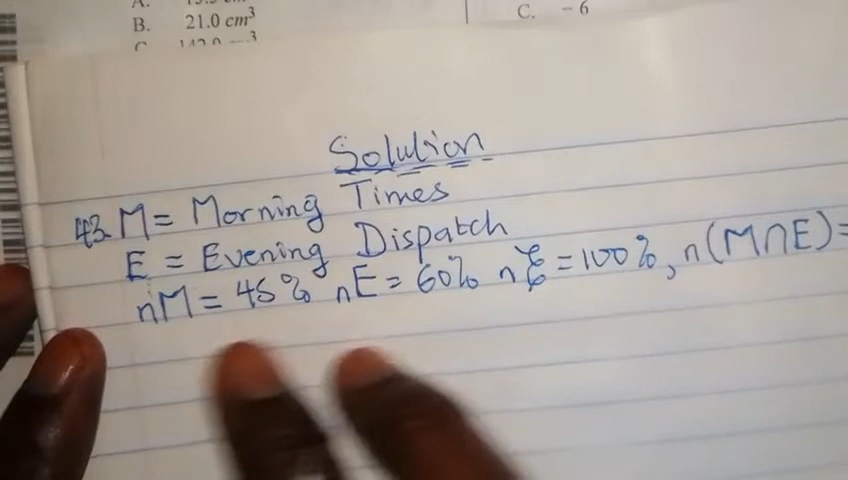 B. 21.0 cm³
C. -6
Solution
43. M = Morning Times
E = Evening Dispatch
nM = 45% nE = 60% nξ = 100%, n(M∩E) =